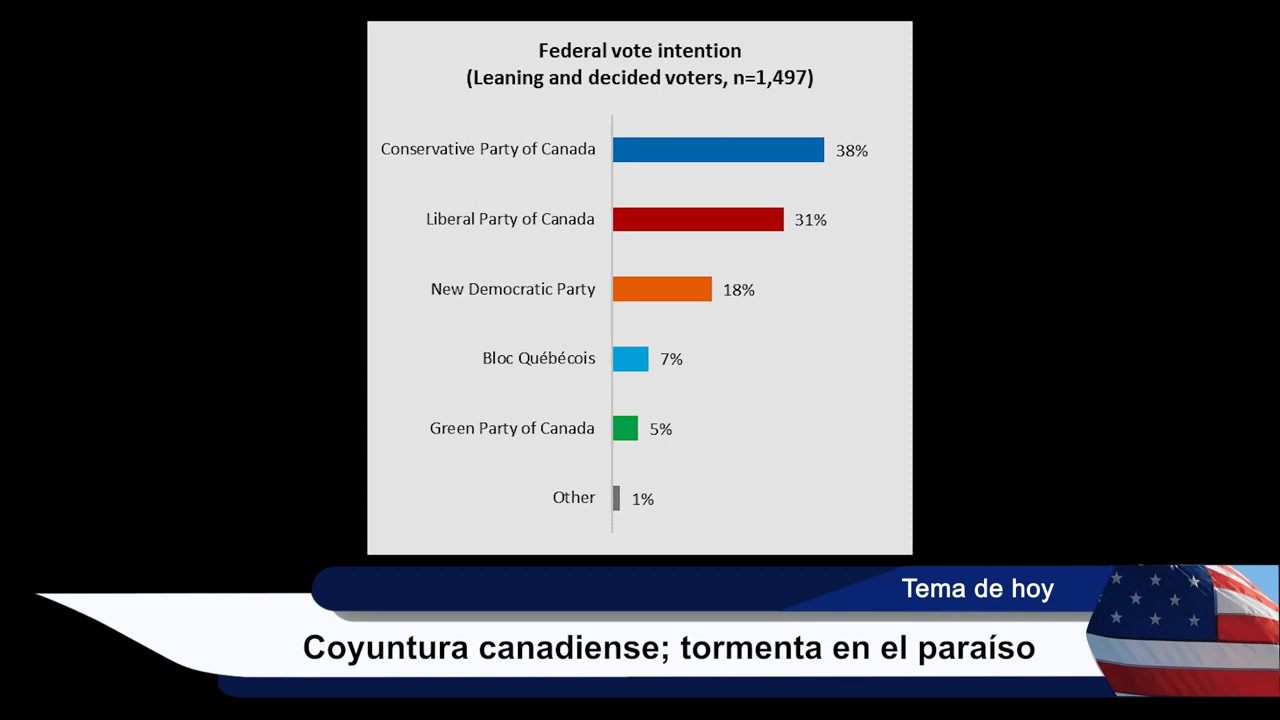 Federal vote intention
(Leaning and decided voters, n=1,497)
Conservative Party of Canada 38%
Liberal Party of Canada 31%
New Democratic Party 18%
Bloc Québécois 7%
Green Party of Canada 5%
Other 1%
Tema de hoy
Coyuntura canadiense; tormenta en el paraíso